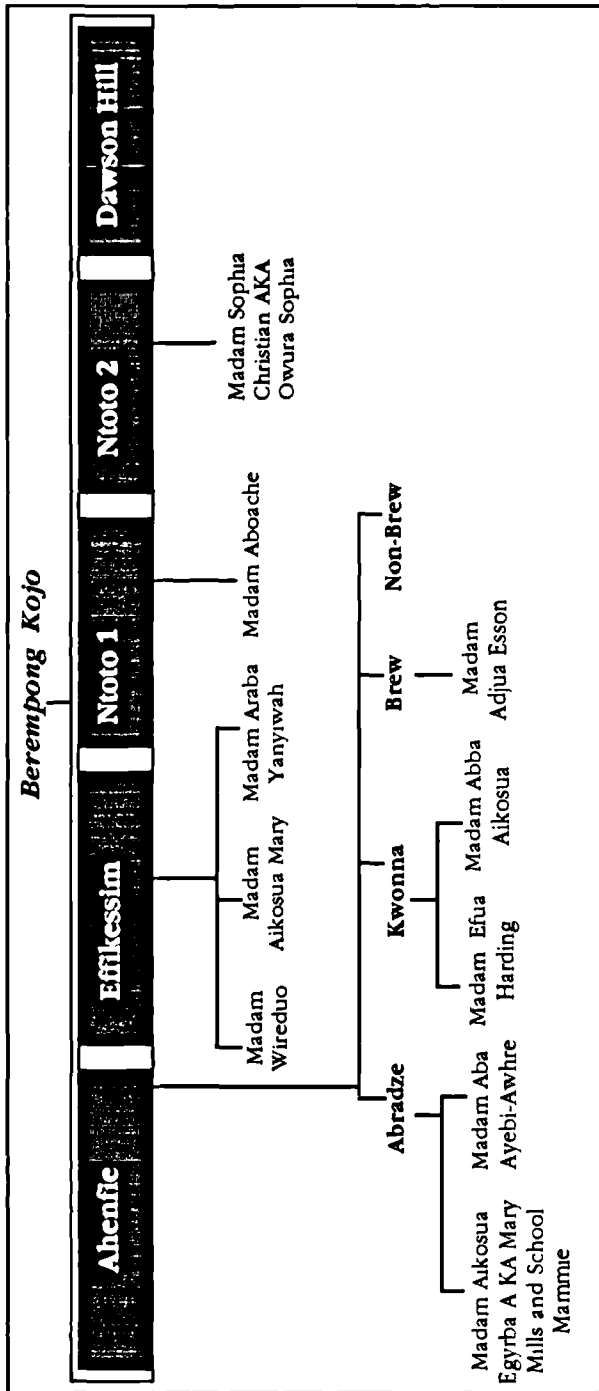 Berempong Kojo
Ahenfie
Effikessim
Ntoto 1
Ntoto 2
Dawson Hill
Madam
Wireduo
Madam
Aikosua Mary
Madam Araba
Yanyiwah
Madam Aboache
Madam Sophia
Christian AKA
Owura Sophia
Abradze
Kwonna
Brew
Non-Brew
Madam Aikosua
Egyrba A KA Mary
Mills and School
Mammie
Madam Aba
Ayebi-Awhre
Madam Efua
Harding
Madam Abba
Aikosua
Madam
Adjua Esson